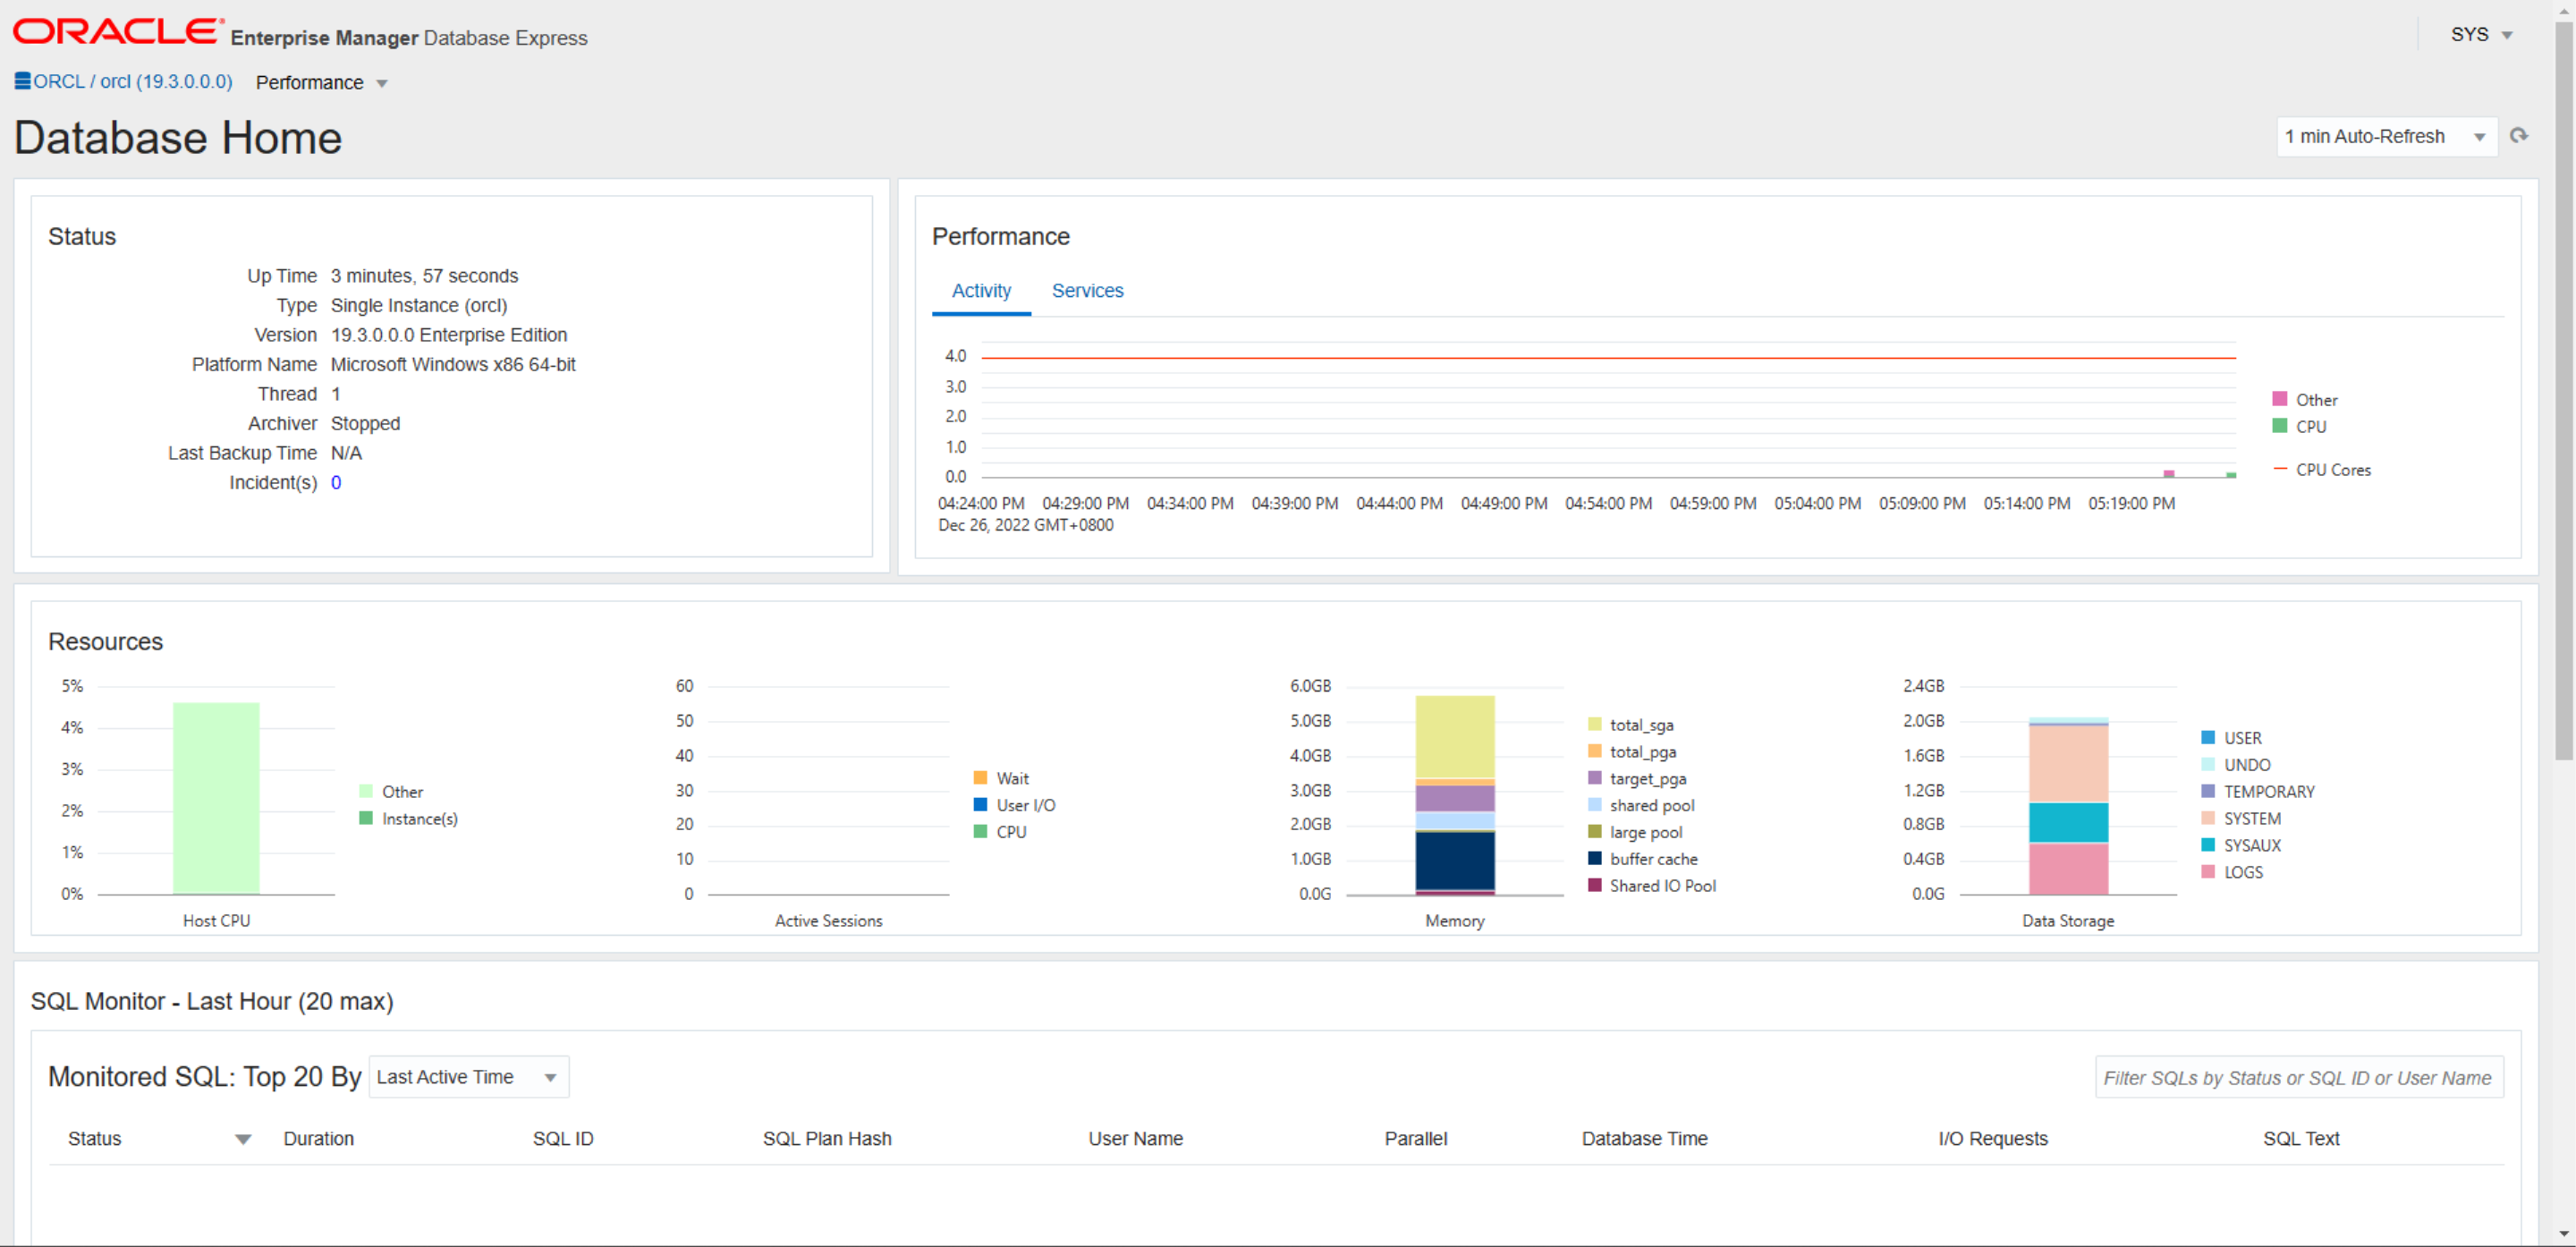 ORACLE® Enterprise Manager Database Express
SYS
ORCL / orcl (19.3.0.0.0) Performance
Database Home
1 min Auto-Refresh
Status
Up Time 3 minutes, 57 seconds
Type Single Instance (orcl)
Version 19.3.0.0.0 Enterprise Edition
Platform Name Microsoft Windows x86 64-bit
Thread 1
Archiver Stopped
Last Backup Time N/A
Incident(s) 0
Performance
Activity Services
4.0
3.0
2.0
1.0
0.0
04:24:00 PM 04:29:00 PM 04:34:00 PM 04:39:00 PM 04:44:00 PM 04:49:00 PM 04:54:00 PM 04:59:00 PM 05:04:00 PM 05:09:00 PM 05:14:00 PM 05:19:00 PM
Dec 26, 2022 GMT+0800
Other
CPU
CPU Cores
Resources
5%
4%
3%
2%
1%
0%
Host CPU
Other
Instance(s)
60
50
40
30
20
10
0
Active Sessions
Wait
User I/O
CPU
6.0GB
5.0GB
4.0GB
3.0GB
2.0GB
1.0GB
0.0G
Memory
total_sga
total_pga
target_pga
shared pool
large pool
buffer cache
Shared IO Pool
2.4GB
2.0GB
1.6GB
1.2GB
0.8GB
0.4GB
0.0G
Data Storage
USER
UNDO
TEMPORARY
SYSTEM
SYSAUX
LOGS
SQL Monitor - Last Hour (20 max)
Monitored SQL: Top 20 By Last Active Time
Filter SQLs by Status or SQL ID or User Name
Status Duration SQL ID SQL Plan Hash User Name Parallel Database Time I/O Requests SQL Text